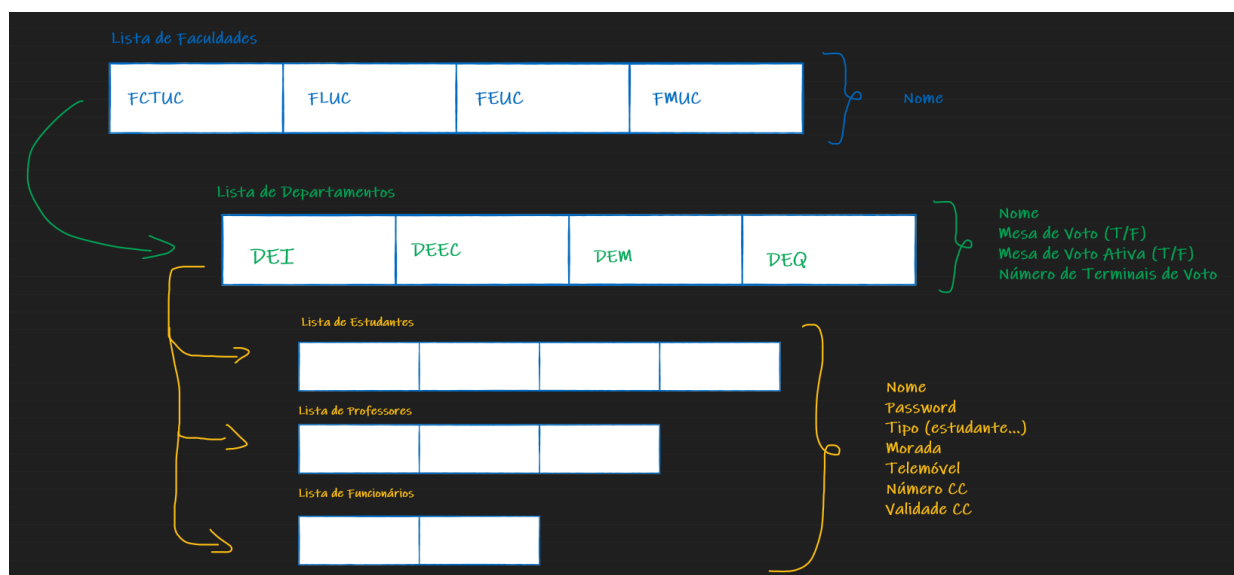 Lista de Faculdades
FCTUC FLUC FEUC FMUC
Nome
Lista de Departamentos
DEI DEEC DEM DEQ
Nome
Mesa de Voto (T/F)
Mesa de Voto Ativa (T/F)
Número de Terminais de Voto
Lista de Estudantes
Lista de Professores
Lista de Funcionários
Nome
Password
Tipo (estudante...)
Morada
Telemóvel
Número CC
Validade CC